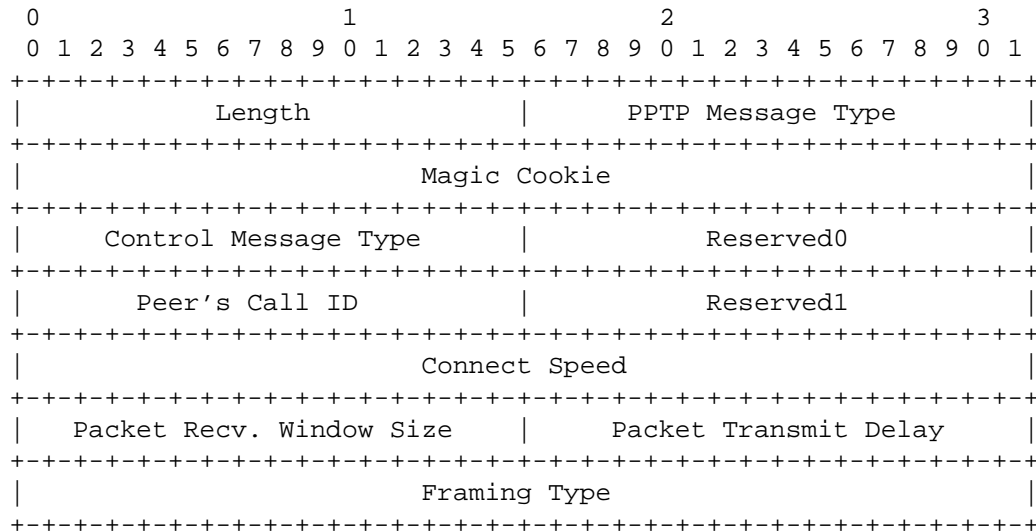 0                   1                   2                   3
 0 1 2 3 4 5 6 7 8 9 0 1 2 3 4 5 6 7 8 9 0 1 2 3 4 5 6 7 8 9 0 1
+-+-+-+-+-+-+-+-+-+-+-+-+-+-+-+-+-+-+-+-+-+-+-+-+-+-+-+-+-+-+-+-+
|            Length             |      PPTP Message Type        |
+-+-+-+-+-+-+-+-+-+-+-+-+-+-+-+-+-+-+-+-+-+-+-+-+-+-+-+-+-+-+-+-+
|                         Magic Cookie                          |
+-+-+-+-+-+-+-+-+-+-+-+-+-+-+-+-+-+-+-+-+-+-+-+-+-+-+-+-+-+-+-+-+
|     Control Message Type      |           Reserved0           |
+-+-+-+-+-+-+-+-+-+-+-+-+-+-+-+-+-+-+-+-+-+-+-+-+-+-+-+-+-+-+-+-+
|       Peer’s Call ID          |           Reserved1           |
+-+-+-+-+-+-+-+-+-+-+-+-+-+-+-+-+-+-+-+-+-+-+-+-+-+-+-+-+-+-+-+-+
|                         Connect Speed                         |
+-+-+-+-+-+-+-+-+-+-+-+-+-+-+-+-+-+-+-+-+-+-+-+-+-+-+-+-+-+-+-+-+
|   Packet Recv. Window Size    |     Packet Transmit Delay     |
+-+-+-+-+-+-+-+-+-+-+-+-+-+-+-+-+-+-+-+-+-+-+-+-+-+-+-+-+-+-+-+-+
|                         Framing Type                          |
+-+-+-+-+-+-+-+-+-+-+-+-+-+-+-+-+-+-+-+-+-+-+-+-+-+-+-+-+-+-+-+-+